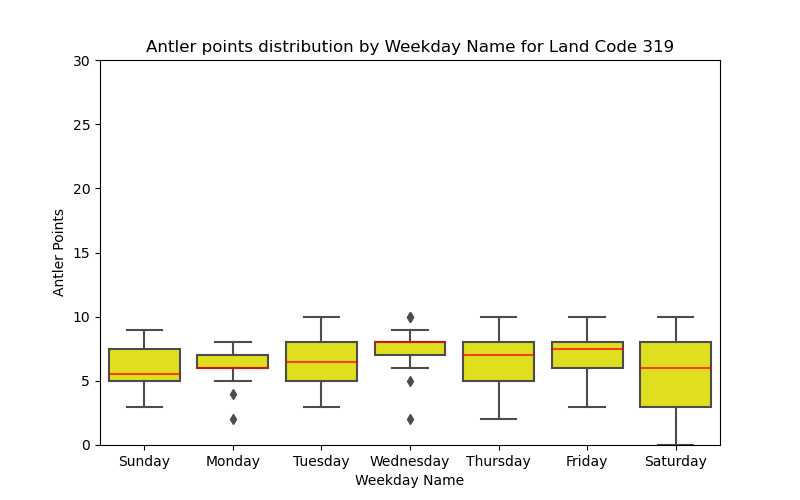 Antler points distribution by Weekday Name for Land Code 319
30
25
20
15
10
5
0
Antler Points
Sunday Monday Tuesday Wednesday Thursday Friday Saturday
Weekday Name